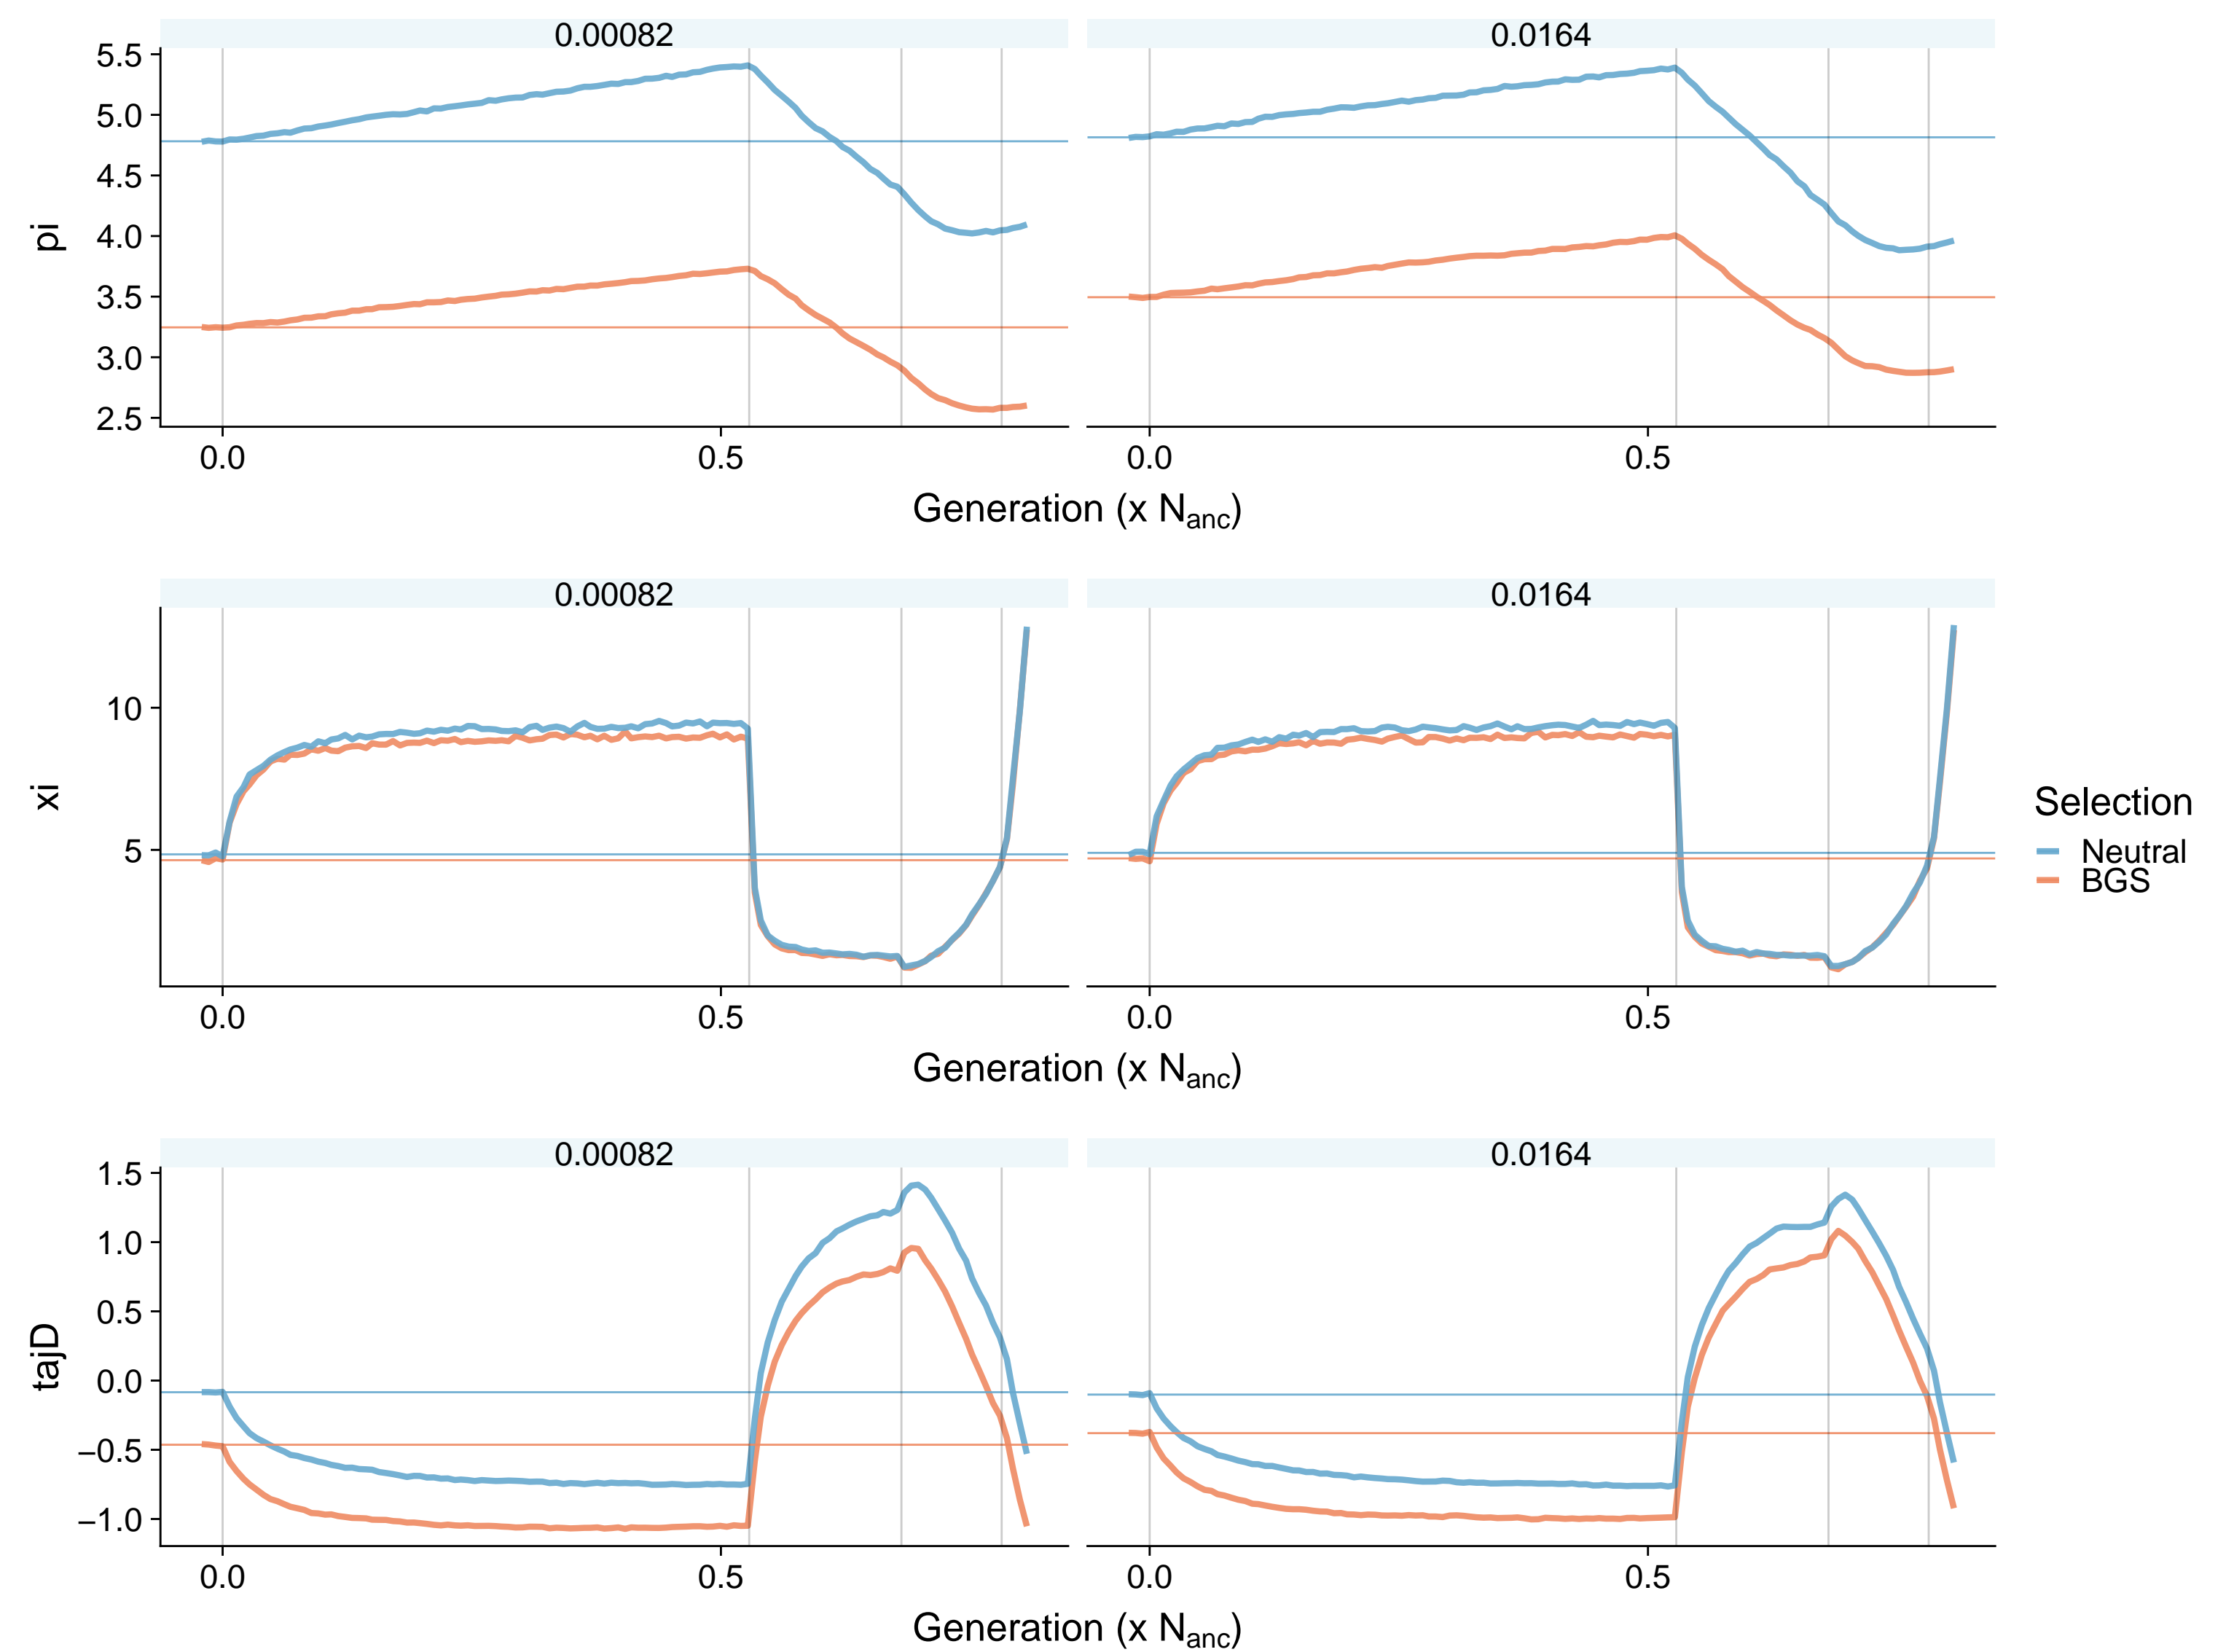 0.00082 0.0164
5.5
5.0
4.5
4.0
3.5
3.0
2.5
pi
0.0 0.5 0.0 0.5
Generation (x Nanc)
0.00082 0.0164
10
5
xi
0.0 0.5 0.0 0.5
Generation (x Nanc)
Selection
Neutral
BGS
0.00082 0.0164
1.5
1.0
0.5
0.0
−0.5
−1.0
tajD
0.0 0.5 0.0 0.5
Generation (x Nanc)